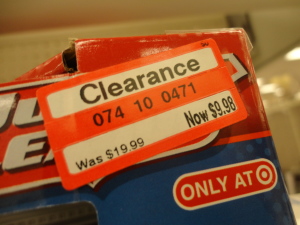 Clearance
074 10 0471
Now $9.98
Was $19.99
ONLY AT